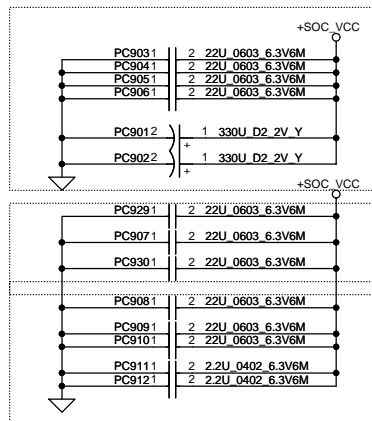 +SOC_VCC
PC903 1 2 22U_0603_6.3V6M
PC904 1 2 22U_0603_6.3V6M
PC905 1 2 22U_0603_6.3V6M
PC906 1 2 22U_0603_6.3V6M
PC901 2 1 330U_D2_2V_Y
+
PC902 2 1 330U_D2_2V_Y
+
+SOC_VCC
PC929 1 2 22U_0603_6.3V6M
PC907 1 2 22U_0603_6.3V6M
PC930 1 2 22U_0603_6.3V6M
PC908 1 2 22U_0603_6.3V6M
PC909 1 2 22U_0603_6.3V6M
PC910 1 2 22U_0603_6.3V6M
PC911 1 2 2.2U_0402_6.3V6M
PC912 1 2 2.2U_0402_6.3V6M